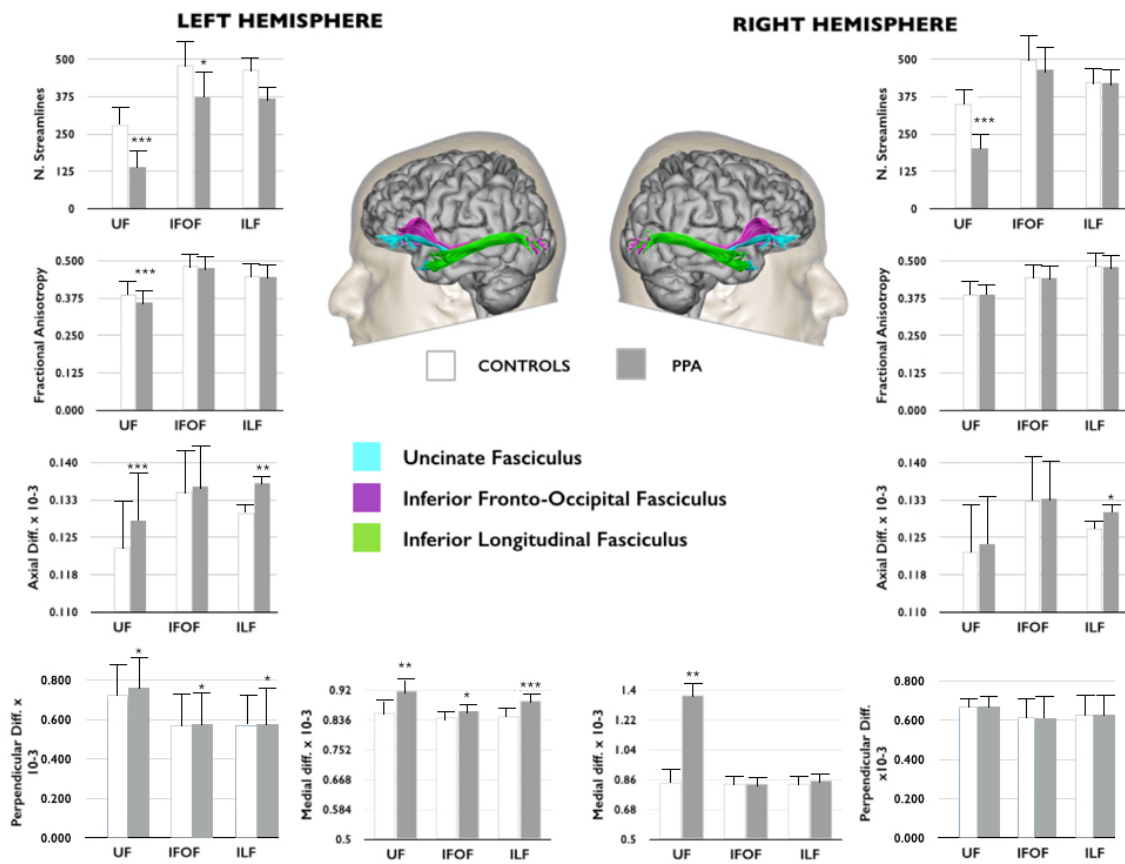 LEFT HEMISPHERE
RIGHT HEMISPHERE
N. Streamlines
500
375
250
125
0
***
*
UF IFOF ILF
N. Streamlines
500
375
250
125
0
***
UF IFOF ILF
Fractional Anisotropy
0.500
0.375
0.250
0.125
0.000
***
UF IFOF ILF
Fractional Anisotropy
0.500
0.375
0.250
0.125
0.000
UF IFOF ILF
CONTROLS
PPA
Uncinate Fasciculus
Inferior Fronto-Occipital Fasciculus
Inferior Longitudinal Fasciculus
Axial Diff. x 10-3
0.140
0.133
0.125
0.118
0.110
***
**
UF IFOF ILF
Axial Diff. x 10-3
0.140
0.133
0.125
0.118
0.110
*
UF IFOF ILF
Perpendicular Diff. x
10-3
0.800
0.600
0.400
0.200
0.000
*
*
*
UF IFOF ILF
Medial diff. x 10-3
0.92
0.836
0.752
0.668
0.584
0.5
**
*
***
UF IFOF ILF
Medial diff. x 10-3
1.4
1.22
1.04
0.86
0.68
0.5
**
UF IFOF ILF
Perpendicular Diff.
x10-3
0.800
0.600
0.400
0.200
0.000
UF IFOF ILF